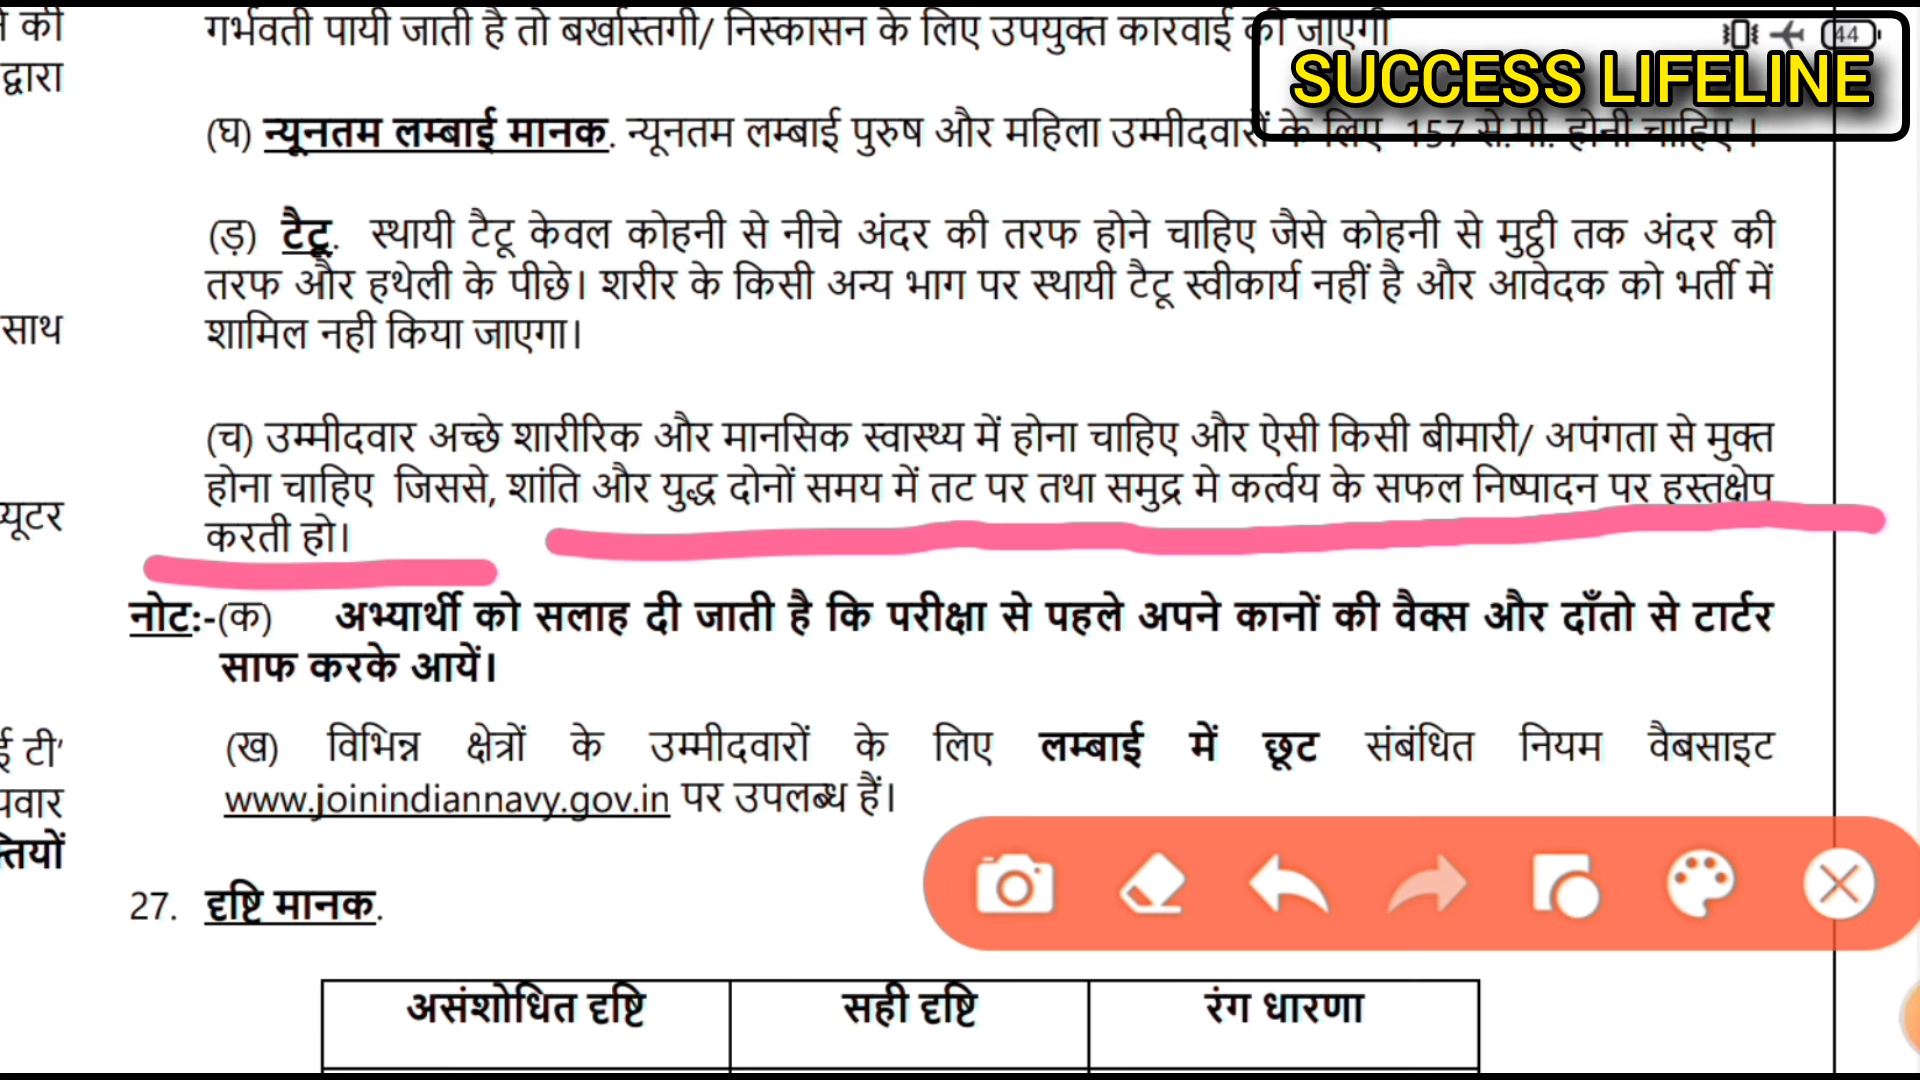 की
द्वारा
साथ
यूटर
ई टी'
यवार
तियों
गर्भवती पायी जाती है तो बर्खास्तगी/ निस्कासन के लिए उपयुक्त कारवाई की जाएगी
44
SUCCESS LIFELINE
(घ) न्यूनतम लम्बाई मानक. न्यूनतम लम्बाई पुरुष और महिला उम्मीदवारों के लिए 157 से.मी. होनी चाहिए ।
(ड़) टैटू. स्थायी टैटू केवल कोहनी से नीचे अंदर की तरफ होने चाहिए जैसे कोहनी से मुट्ठी तक अंदर की
तरफ और हथेली के पीछे। शरीर के किसी अन्य भाग पर स्थायी टैटू स्वीकार्य नहीं है और आवेदक को भर्ती में
शामिल नही किया जाएगा।
(च) उम्मीदवार अच्छे शारीरिक और मानसिक स्वास्थ्य में होना चाहिए और ऐसी किसी बीमारी/ अपंगता से मुक्त
होना चाहिए जिससे, शांति और युद्ध दोनों समय में तट पर तथा समुद्र मे कर्त्वय के सफल निष्पादन पर हस्तक्षेप
करती हो।
नोट:-(क) अभ्यार्थी को सलाह दी जाती है कि परीक्षा से पहले अपने कानों की वैक्स और दाँतो से टार्टर
साफ करके आयें।
(ख) विभिन्न क्षेत्रों के उम्मीदवारों के लिए लम्बाई में छूट संबंधित नियम वैबसाइट
www.joinindiannavy.gov.in पर उपलब्ध हैं।
27. दृष्टि मानक.
असंशोधित दृष्टि
सही दृष्टि
रंग धारणा